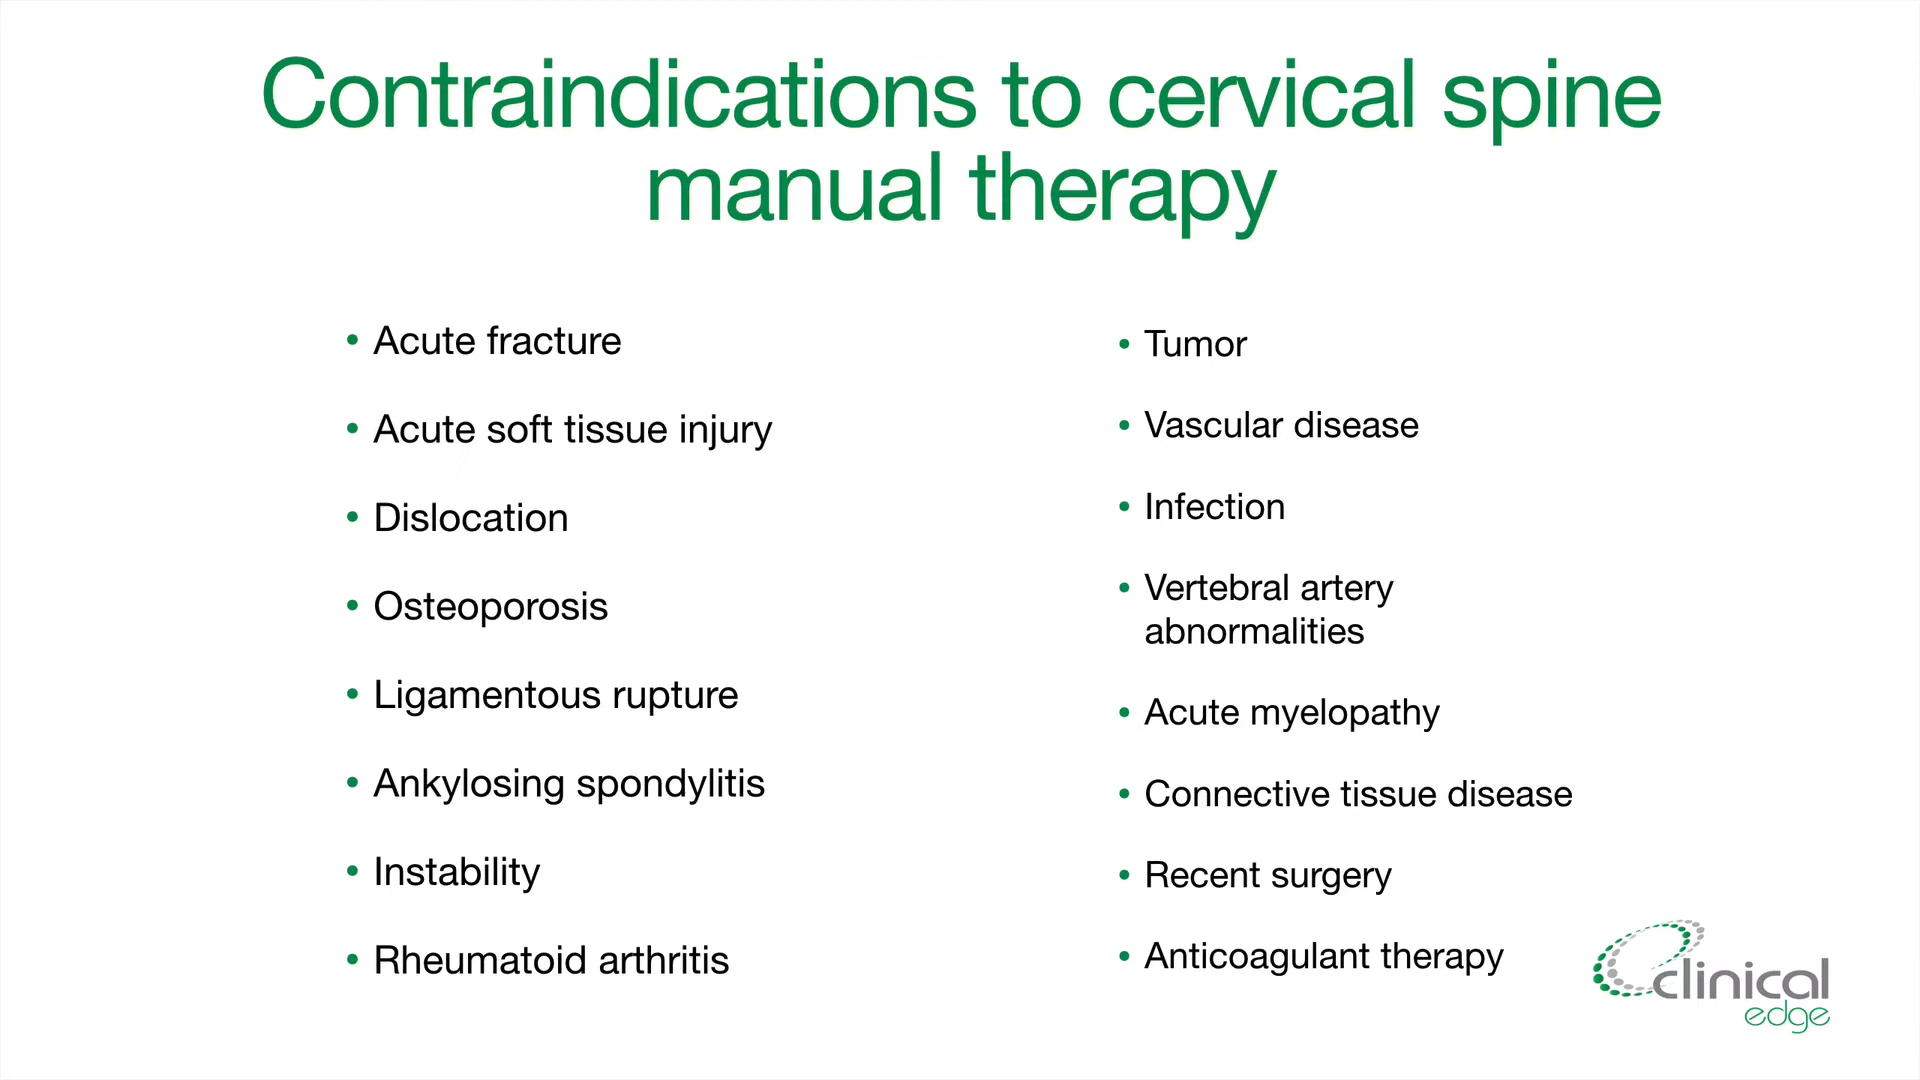 Contraindications to cervical spine
manual therapy
• Acute fracture
• Acute soft tissue injury
• Dislocation
• Osteoporosis
• Ligamentous rupture
• Ankylosing spondylitis
• Instability
• Rheumatoid arthritis
• Tumor
• Vascular disease
• Infection
• Vertebral artery
abnormalities
• Acute myelopathy
• Connective tissue disease
• Recent surgery
• Anticoagulant therapy
clinical
edge